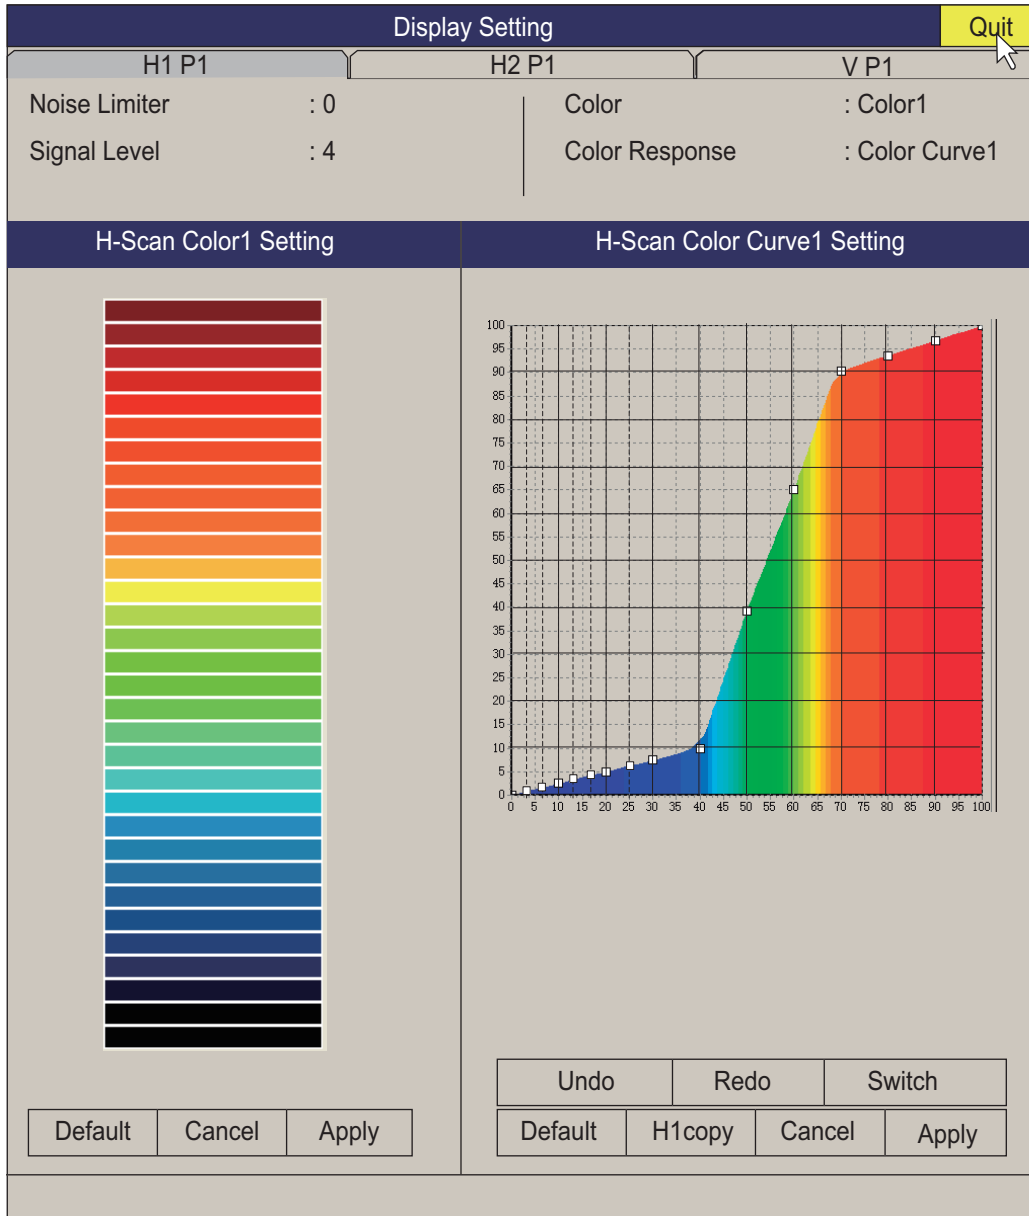 Display Setting Quit
H1 P1 H2 P1 V P1
Noise Limiter : 0 Color : Color1
Signal Level : 4 Color Response : Color Curve1
H-Scan Color1 Setting H-Scan Color Curve1 Setting
100
95
90
85
80
75
70
65
60
55
50
45
40
35
30
25
20
15
10
5
0
0 5 10 15 20 25 30 35 40 45 50 55 60 65 70 75 80 85 90 95 100
Undo Redo Switch
Default Cancel Apply Default H1copy Cancel Apply